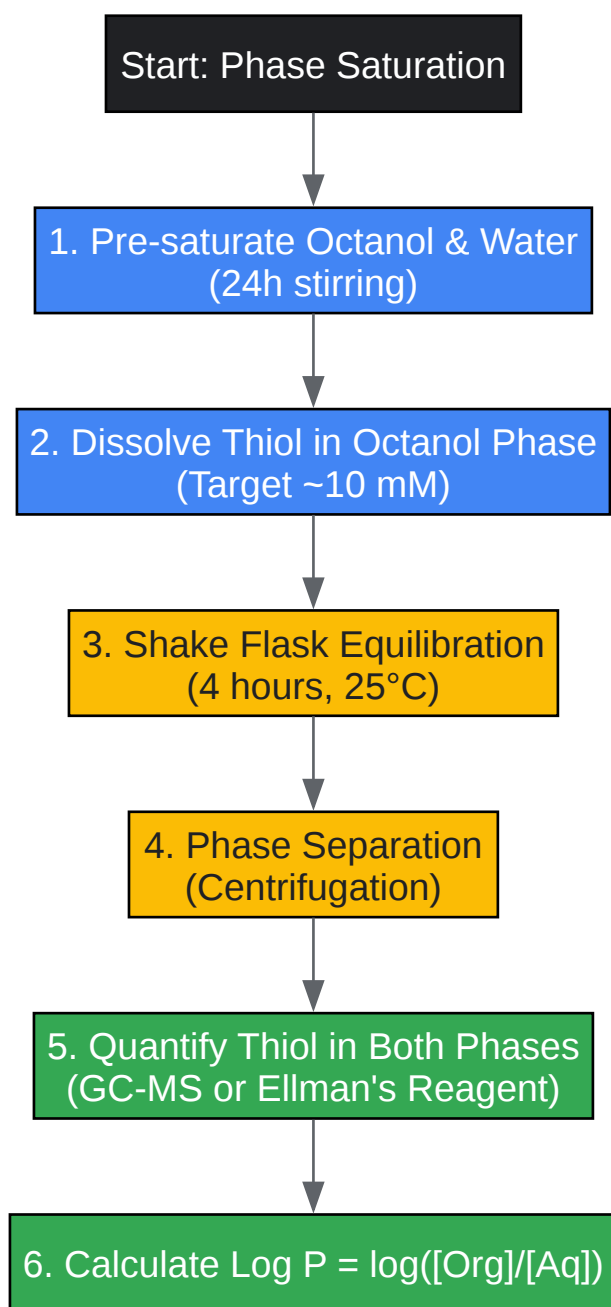 Start: Phase Saturation
1. Pre-saturate Octanol & Water
(24h stirring)
2. Dissolve Thiol in Octanol Phase
(Target ~10 mM)
3. Shake Flask Equilibration
(4 hours, 25°C)
4. Phase Separation
(Centrifugation)
5. Quantify Thiol in Both Phases
(GC-MS or Ellman's Reagent)
6. Calculate Log P = log([Org]/[Aq])